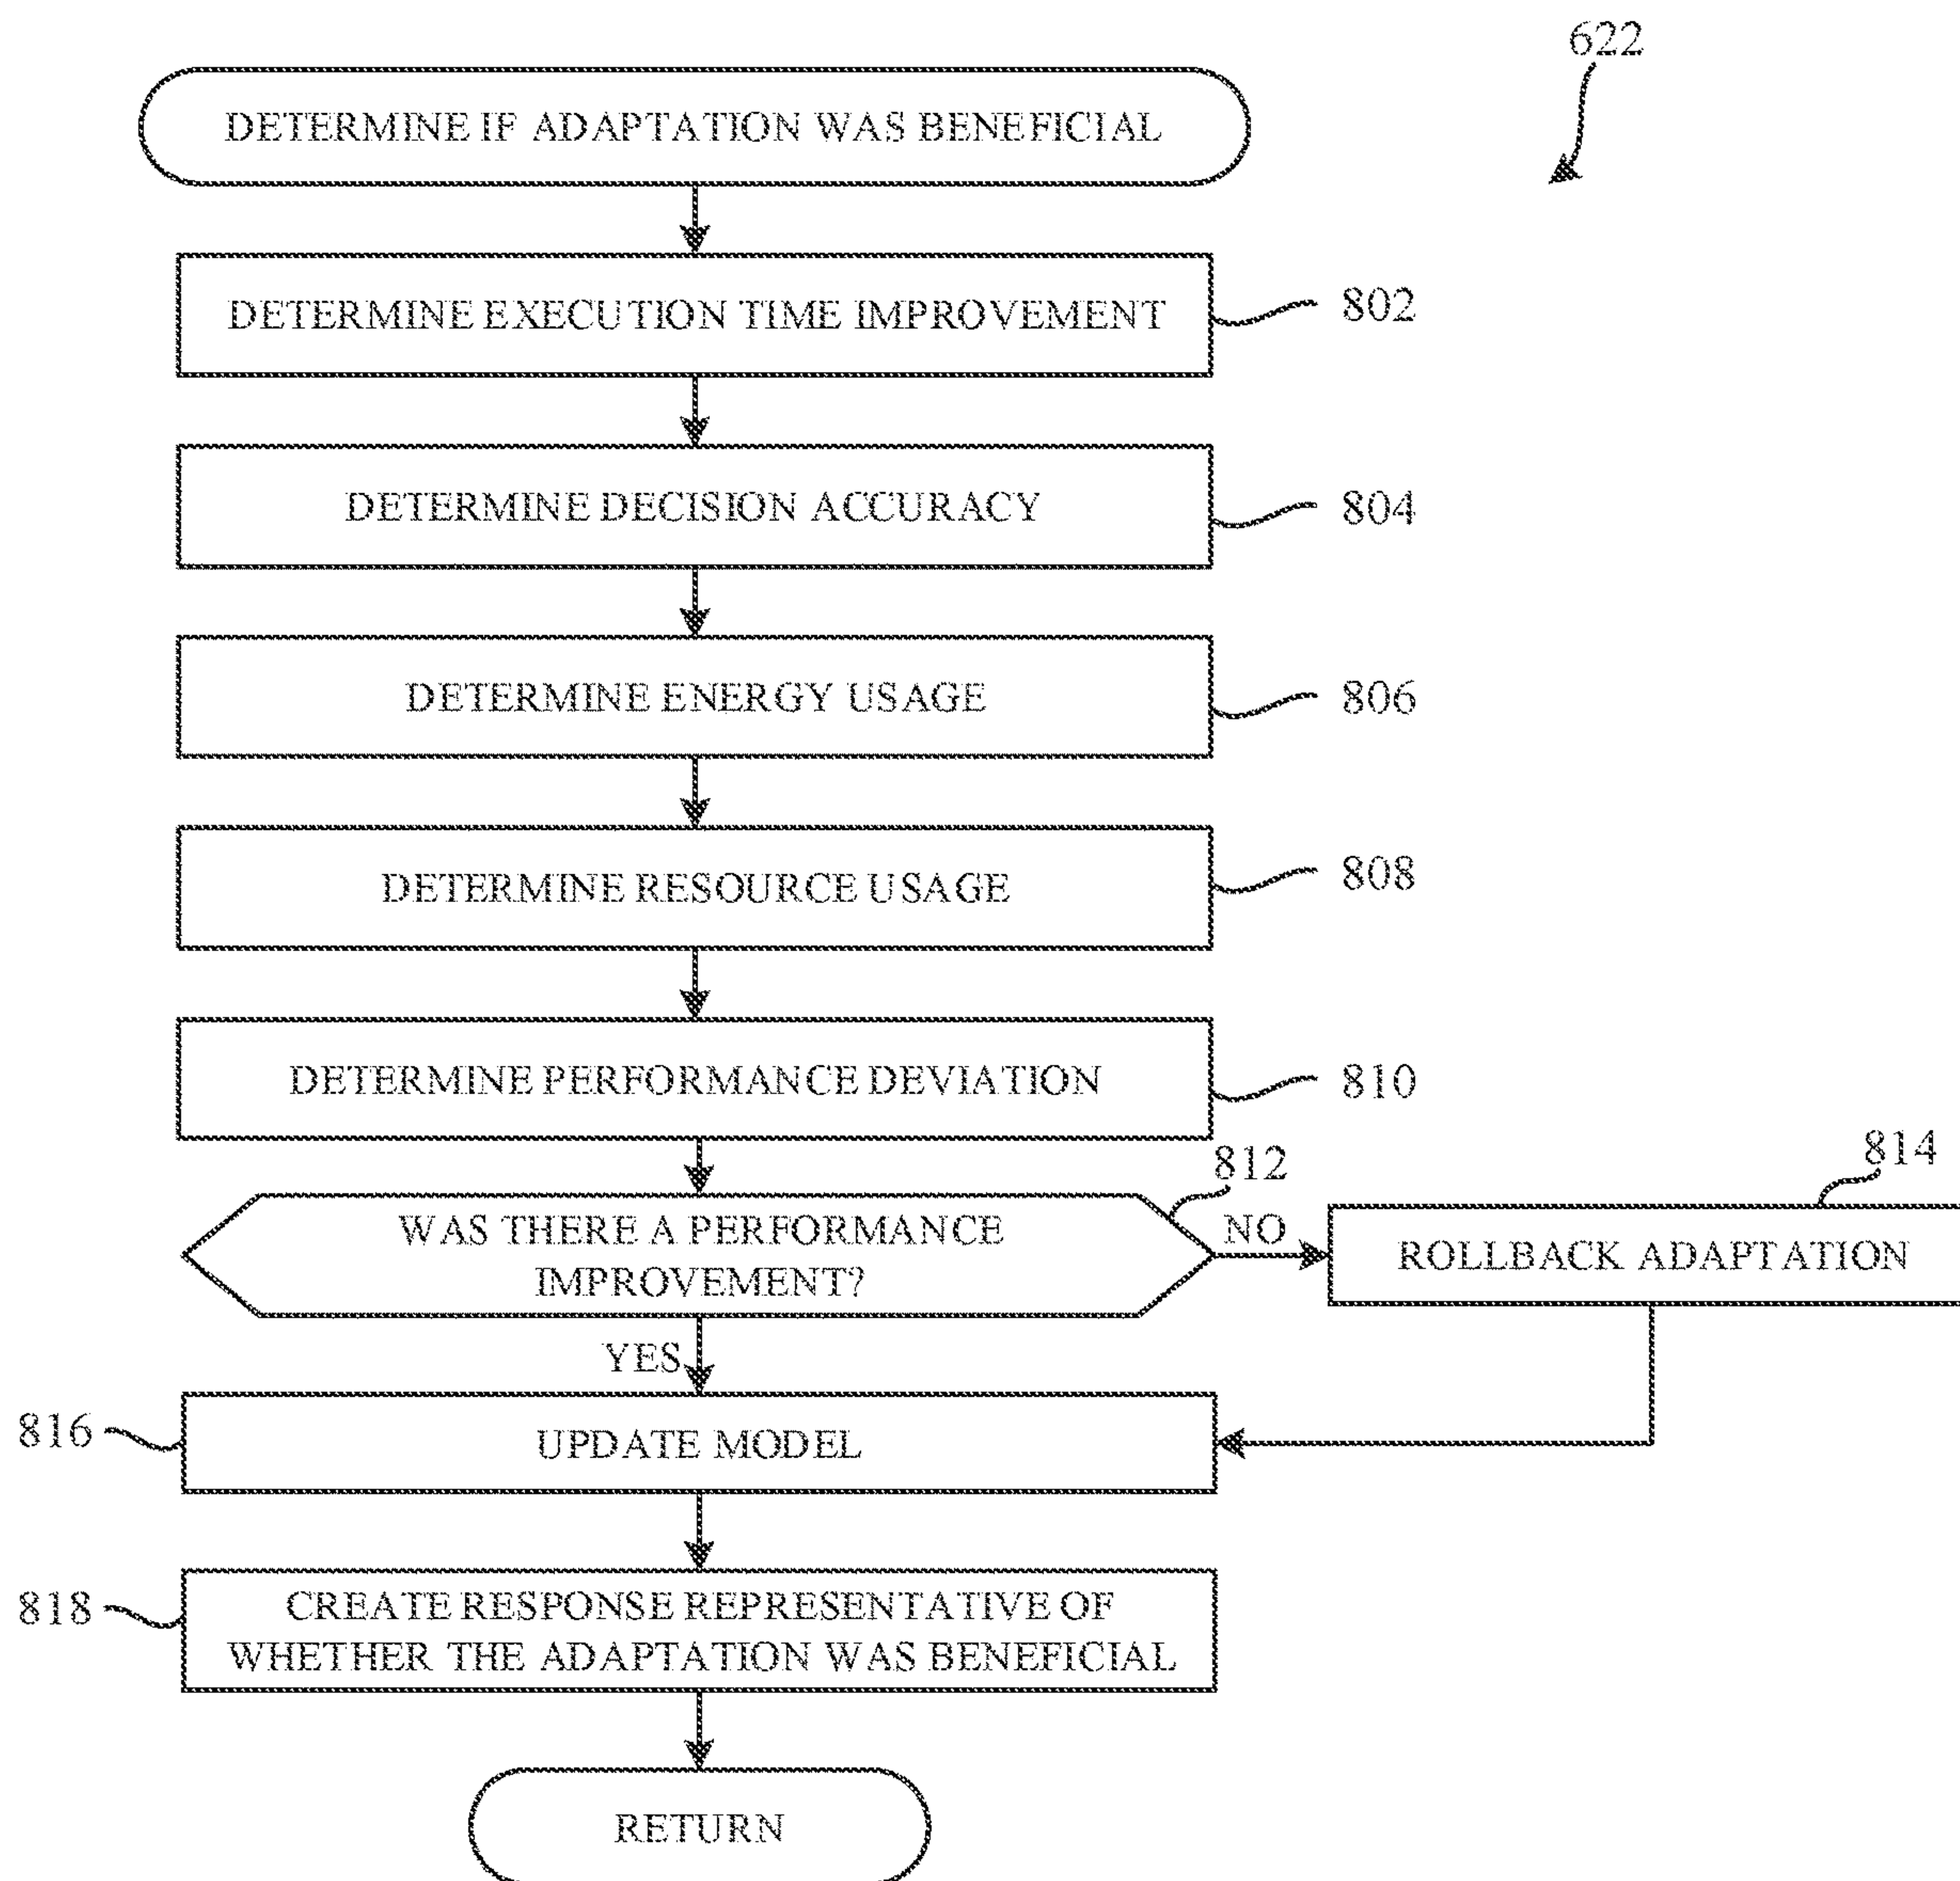 622
DETERMINE IF ADAPTATION WAS BENEFICIAL
DETERMINE EXECUTION TIME IMPROVEMENT
802
DETERMINE DECISION ACCURACY
804
DETERMINE ENERGY USAGE
806
DETERMINE RESOURCE USAGE
808
DETERMINE PERFORMANCE DEVIATION
810
812
814
WAS THERE A PERFORMANCE
IMPROVEMENT?
NO
ROLLBACK ADAPTATION
YES
816
UPDATE MODEL
818
CREATE RESPONSE REPRESENTATIVE OF
WHETHER THE ADAPTATION WAS BENEFICIAL
RETURN